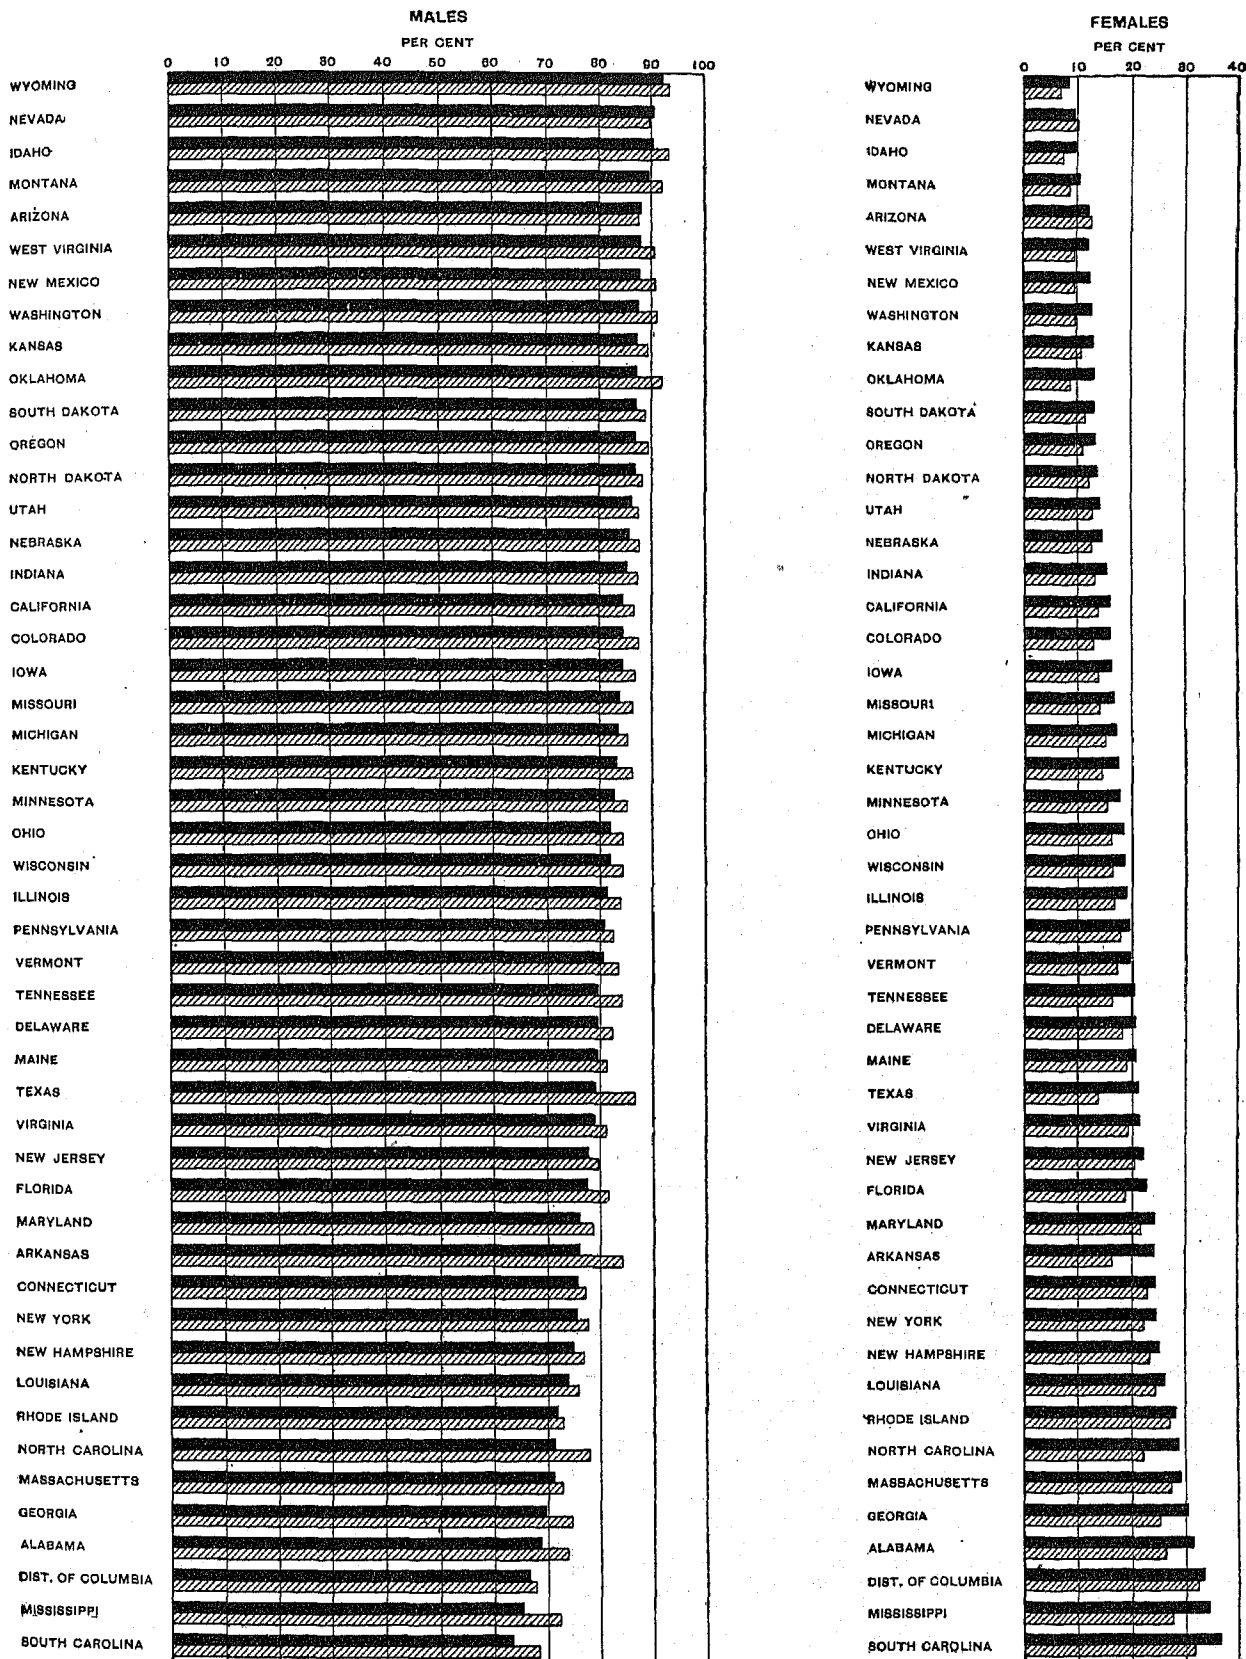 MALES
PER CENT
0 10 20 30 40 50 60 70 80 90 100
WYOMING
NEVADA
IDAHO
MONTANA
ARIZONA
WEST VIRGINIA
NEW MEXICO
WASHINGTON
KANSAS
OKLAHOMA
SOUTH DAKOTA
OREGON
NORTH DAKOTA
UTAH
NEBRASKA
INDIANA
CALIFORNIA
COLORADO
IOWA
MISSOURI
MICHIGAN
KENTUCKY
MINNESOTA
OHIO
WISCONSIN
ILLINOIS
PENNSYLVANIA
VERMONT
TENNESSEE
DELAWARE
MAINE
TEXAS
VIRGINIA
NEW JERSEY
FLORIDA
MARYLAND
ARKANSAS
CONNECTICUT
NEW YORK
NEW HAMPSHIRE
LOUISIANA
RHODE ISLAND
NORTH CAROLINA
MASSACHUSETTS
GEORGIA
ALABAMA
DIST. OF COLUMBIA
MISSISSIPPI
SOUTH CAROLINA
FEMALES
PER CENT
0 10 20 30 40
WYOMING
NEVADA
IDAHO
MONTANA
ARIZONA
WEST VIRGINIA
NEW MEXICO
WASHINGTON
KANSAS
OKLAHOMA
SOUTH DAKOTA
OREGON
NORTH DAKOTA
UTAH
NEBRASKA
INDIANA
CALIFORNIA
COLORADO
IOWA
MISSOURI
MICHIGAN
KENTUCKY
MINNESOTA
OHIO
WISCONSIN
ILLINOIS
PENNSYLVANIA
VERMONT
TENNESSEE
DELAWARE
MAINE
TEXAS
VIRGINIA
NEW JERSEY
FLORIDA
MARYLAND
ARKANSAS
CONNECTICUT
NEW YORK
NEW HAMPSHIRE
LOUISIANA
RHODE ISLAND
NORTH CAROLINA
MASSACHUSETTS
GEORGIA
ALABAMA
DIST. OF COLUMBIA
MISSISSIPPI
SOUTH CAROLINA